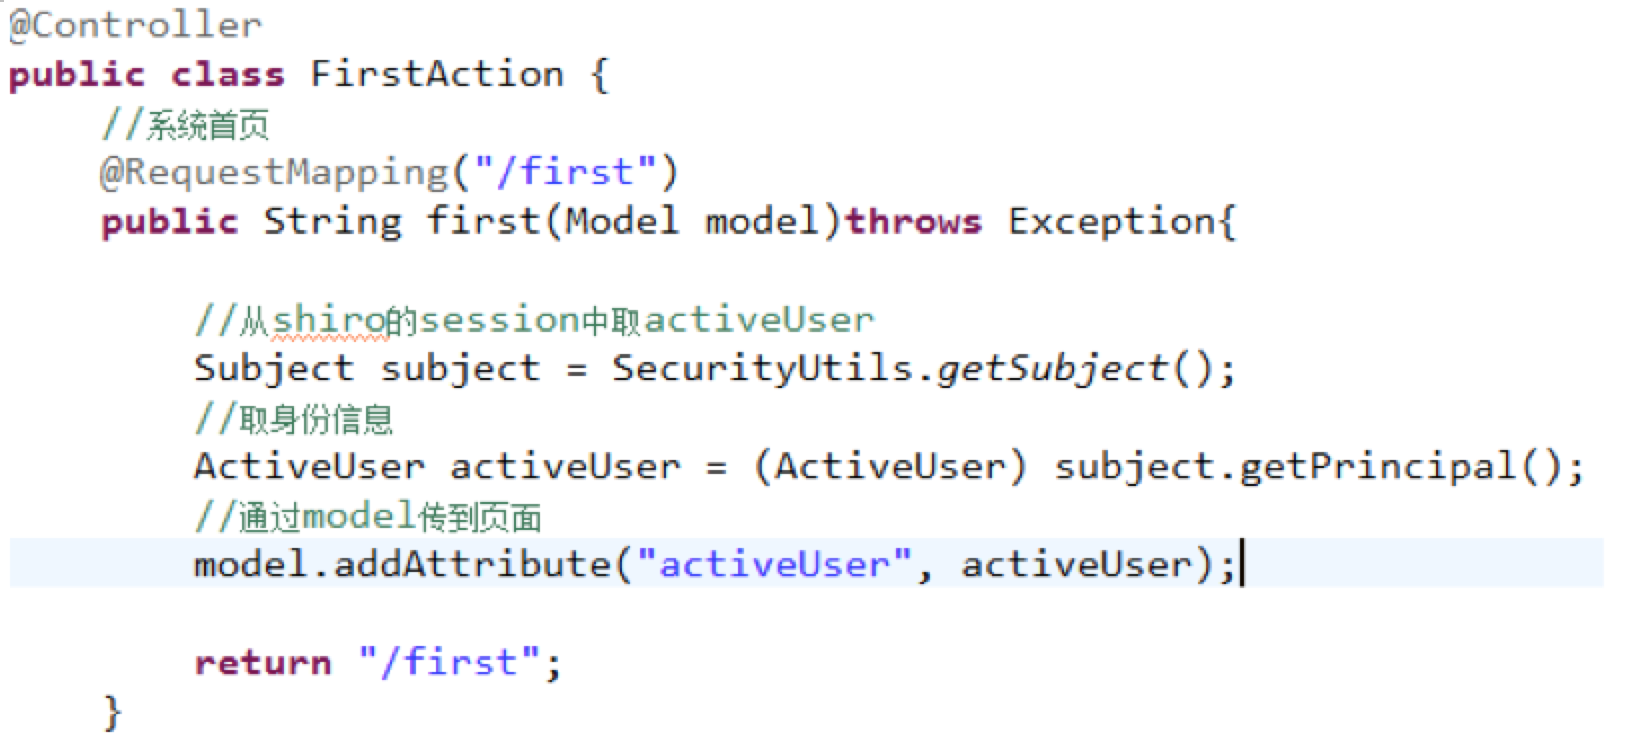 @Controller
public class FirstAction {
//系统首页
@RequestMapping("/first")
public String first(Model model)throws Exception{
//从shiro的session中取activeUser
Subject subject = SecurityUtils.getSubject();
//取身份信息
ActiveUser activeUser = (ActiveUser) subject.getPrincipal();
//通过model传到页面
model.addAttribute("activeUser", activeUser);
return "/first";
}